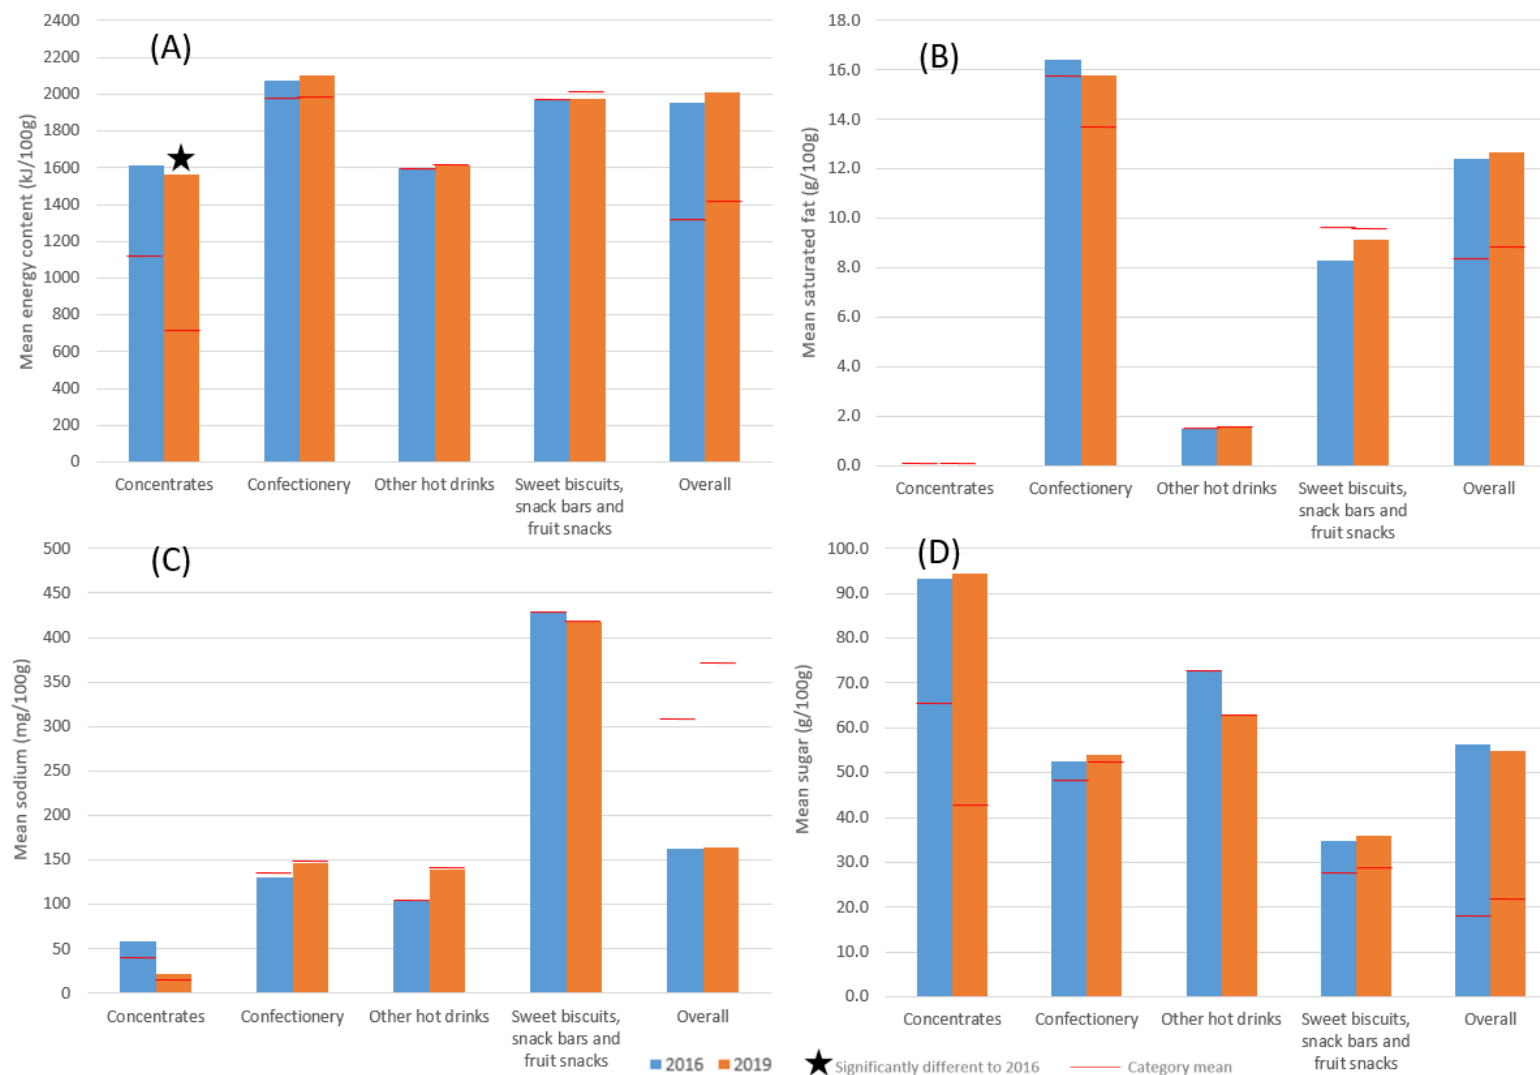 (A)
Mean energy content (kJ/100g)
2400
2200
2000
1800
1600
1400
1200
1000
800
600
400
200
0
Concentrates
Confectionery
Other hot drinks
Sweet biscuits,
snack bars and
fruit snacks
Overall
(B)
Mean saturated fat (g/100g)
18.0
16.0
14.0
12.0
10.0
8.0
6.0
4.0
2.0
0.0
Concentrates
Confectionery
Other hot drinks
Sweet biscuits,
snack bars and
fruit snacks
Overall
(C)
Mean sodium (mg/100g)
500
450
400
350
300
250
200
150
100
50
0
Concentrates
Confectionery
Other hot drinks
Sweet biscuits,
snack bars and
fruit snacks
Overall
(D)
Mean sugar (g/100g)
100.0
90.0
80.0
70.0
60.0
50.0
40.0
30.0
20.0
10.0
0.0
Concentrates
Confectionery
Other hot drinks
Sweet biscuits,
snack bars and
fruit snacks
Overall
2016
2019
Significantly different to 2016
Category mean